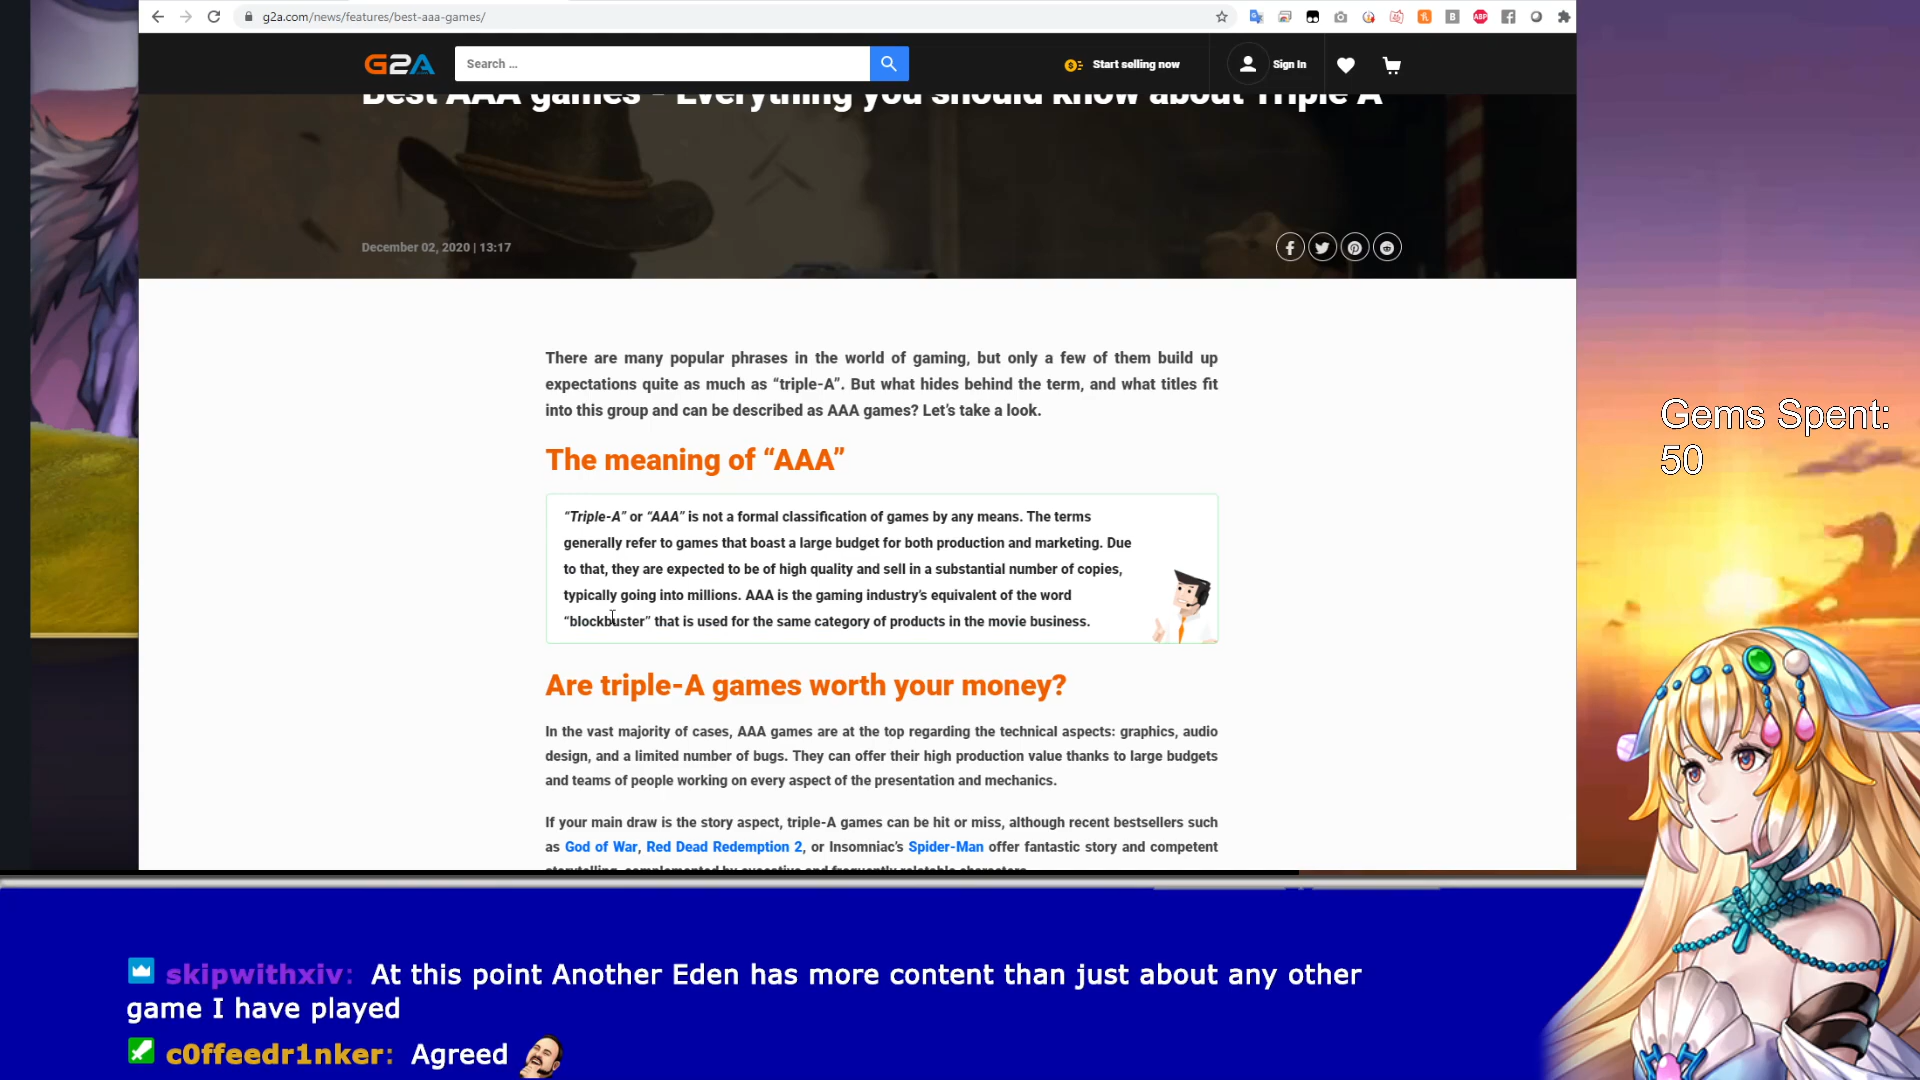 g2a.com/news/features/best-aaa-games/
G2A
Search ...
Start selling now
Sign In
Best AAA games - Everything you should know about Triple A
December 02, 2020 | 13:17
There are many popular phrases in the world of gaming, but only a few of them build up
expectations quite as much as “triple-A”. But what hides behind the term, and what titles fit
into this group and can be described as AAA games? Let’s take a look.
The meaning of “AAA”
“Triple-A” or “AAA” is not a formal classification of games by any means. The terms
generally refer to games that boast a large budget for both production and marketing. Due
to that, they are expected to be of high quality and sell in a substantial number of copies,
typically going into millions. AAA is the gaming industry’s equivalent of the word
“blockbuster” that is used for the same category of products in the movie business.
Are triple-A games worth your money?
In the vast majority of cases, AAA games are at the top regarding the technical aspects: graphics, audio
design, and a limited number of bugs. They can offer their high production value thanks to large budgets
and teams of people working on every aspect of the presentation and mechanics.
If your main draw is the story aspect, triple-A games can be hit or miss, although recent bestsellers such
as God of War, Red Dead Redemption 2, or Insomniac’s Spider-Man offer fantastic story and competent
Gems Spent:
50
skipwithxiv: At this point Another Eden has more content than just about any other
game I have played
c0ffeedr1nker: Agreed